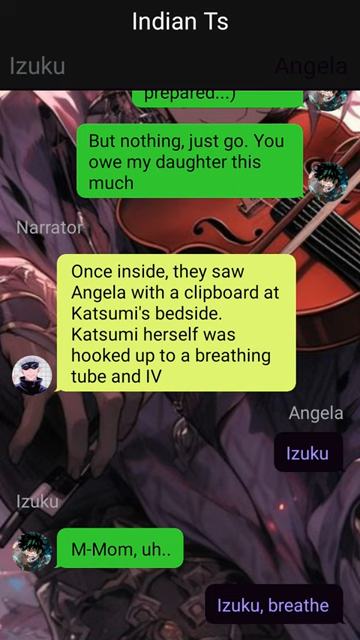 Indian Ts
Izuku
Angela
prepared...)
But nothing, just go. You
owe my daughter this
much
Narrator
Once inside, they saw
Angela with a clipboard at
Katsumi's bedside.
Katsumi herself was
hooked up to a breathing
tube and IV
Angela
Izuku
Izuku
M-Mom, uh..
Izuku, breathe